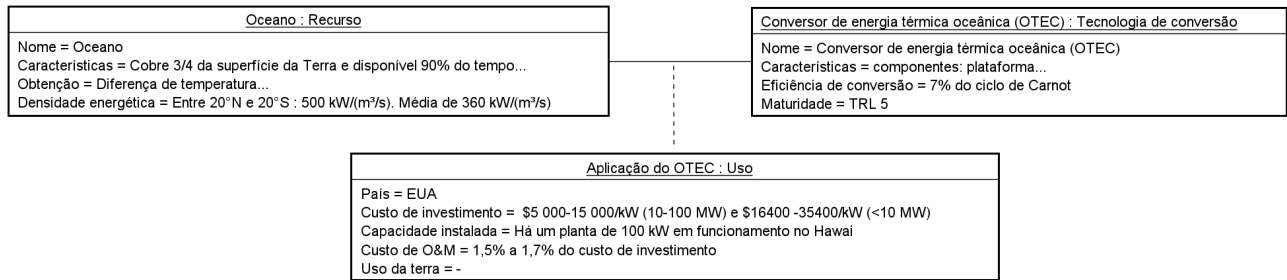 Oceano : Recurso
Nome = Oceano
Características = Cobre 3/4 da superfície da Terra e disponível 90% do tempo...
Obtenção = Diferença de temperatura...
Densidade energética = Entre 20°N e 20°S : 500 kW/(m³/s). Média de 360 kW/(m³/s)
Conversor de energia térmica oceânica (OTEC) : Tecnologia de conversão
Nome = Conversor de energia térmica oceânica (OTEC)
Características = componentes: plataforma...
Eficiência de conversão = 7% do ciclo de Carnot
Maturidade = TRL 5
Aplicação do OTEC : Uso
País = EUA
Custo de investimento =  $5 000-15 000/kW (10-100 MW) e $16400 -35400/kW (<10 MW)
Capacidade instalada = Há um planta de 100 kW em funcionamento no Hawai
Custo de O&M = 1,5% a 1,7% do custo de investimento
Uso da terra = -